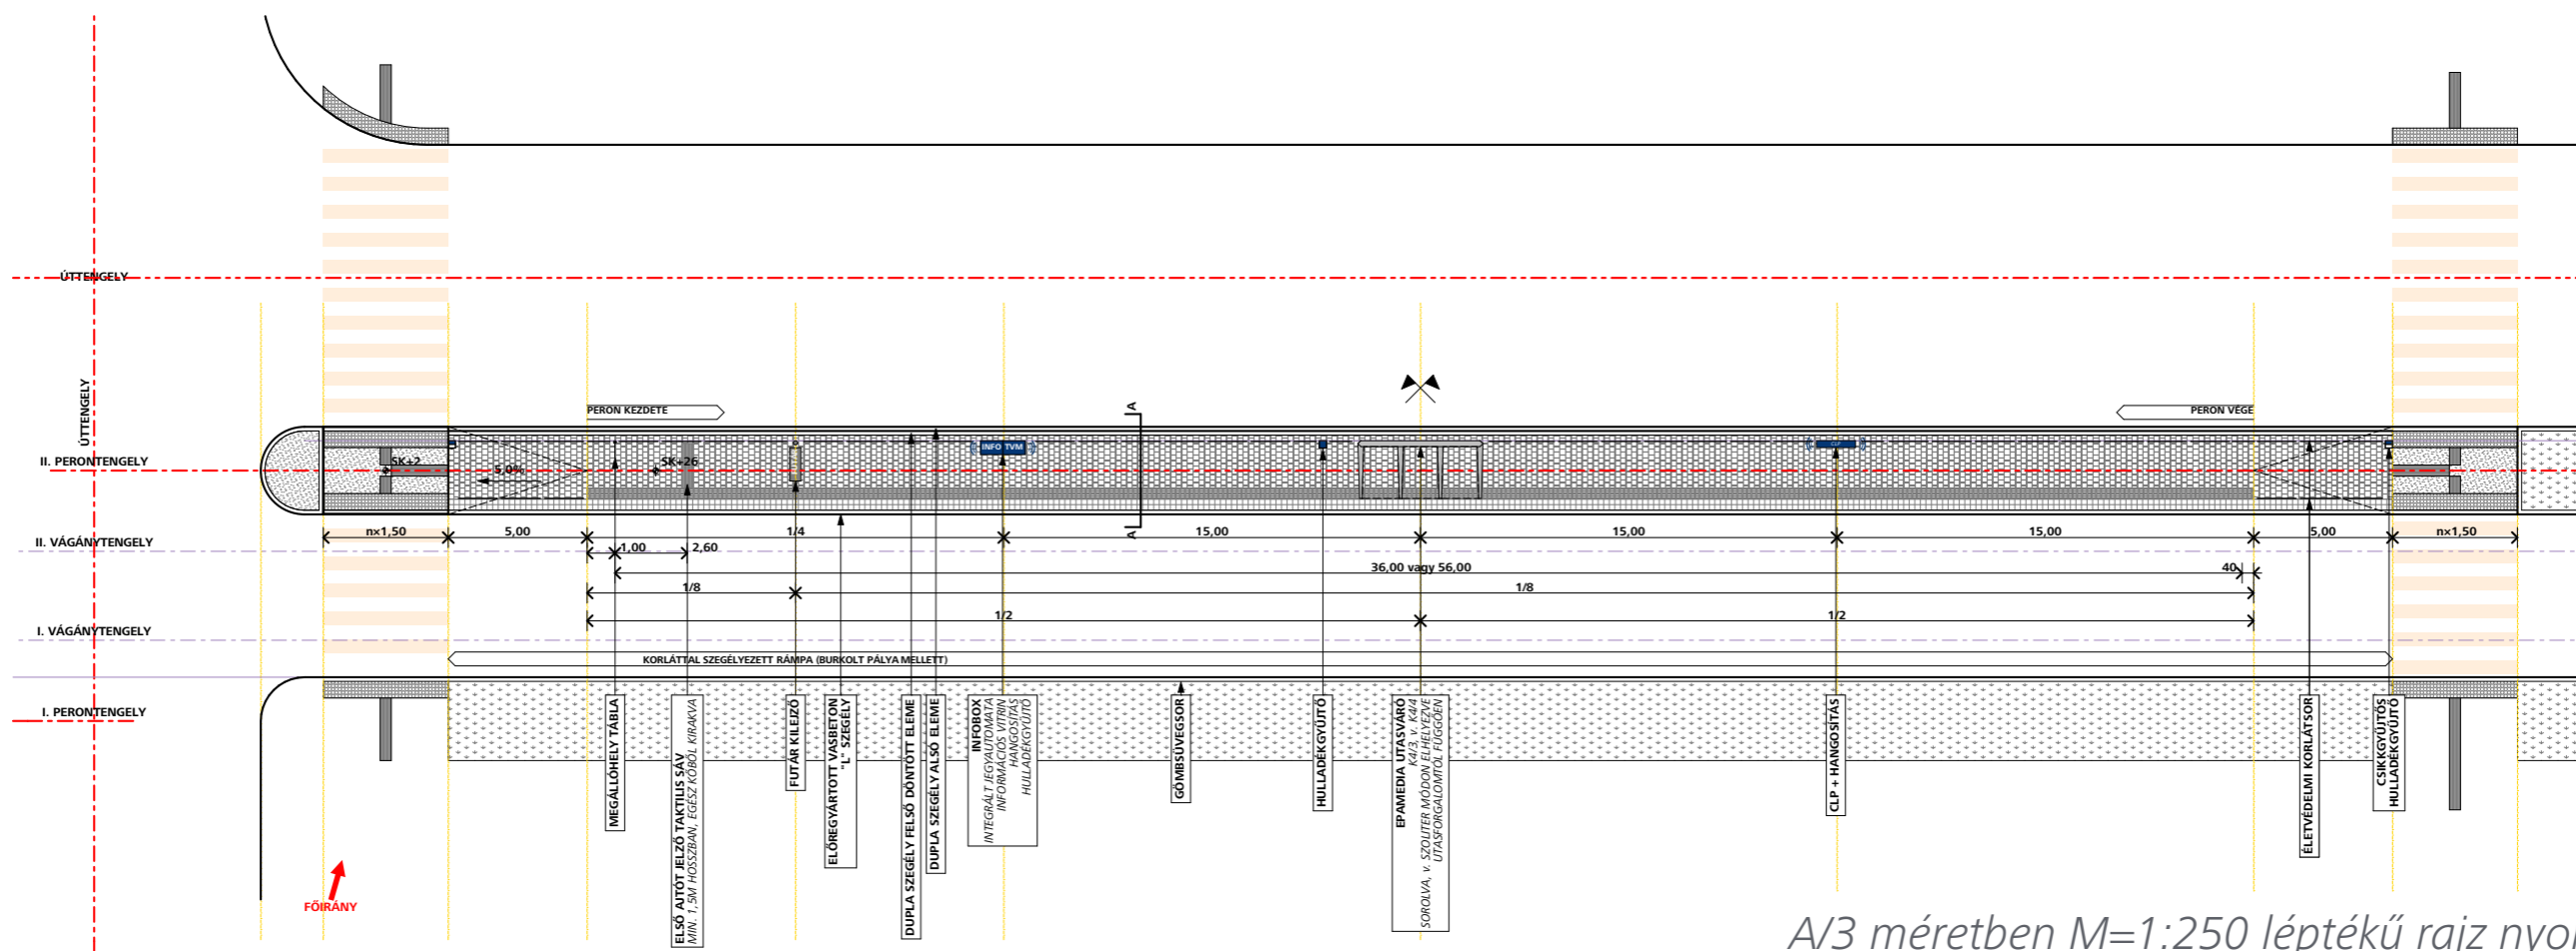 ÚTTENGELY
ÚTTENGELY
PERON KEZDETE
PERON VÉGE
A
INFO TVM
CLP
II. PERONTENGELY
SK+2
5,0%
SK+26
A
n×1,50
5,00
1/4
15,00
15,00
15,00
5,00
n×1,50
II. VÁGÁNYTENGELY
1,00
2,60
36,00 vagy 56,00
40
1/8
1/8
1/2
1/2
I. VÁGÁNYTENGELY
KORLÁTTAL SZEGÉLYEZETT RÁMPA (BURKOLT PÁLYA MELLETT)
I. PERONTENGELY
MEGÁLLÓHELY TÁBLA
ELSŐ AJTÓT JELZŐ TAKTILIS SÁV
MIN. 1,5M HOSSZBAN, EGÉSZ KŐBŐL KIRAKVA
FUTÁR KIJELZŐ
ELŐREGYÁRTOTT VASBETON
"L" SZEGÉLY
DUPLA SZEGÉLY FELSŐ DÖNTÖTT ELEME
DUPLA SZEGÉLY ALSÓ ELEME
INFOBOX
INTEGRÁLT JEGYAUTOMATA
INFORMÁCIÓS VITRIN
HANGOSÍTÁS
HULLADÉKGYŰJTŐ
GÖMBSÜVEGSOR
HULLADÉKGYŰJTŐ
EPAMEDIA UTASVÁRÓ
K4/3, v. K4/4
SOROLVA, v. SZOLITER MÓDON ELHELYEZVE
UTASFORGALOMTÓL FÜGGŐEN
CLP + HANGOSÍTÁS
ÉLETVÉDELMI KORLÁTSOR
CSIKKGYŰJTŐS
HULLADÉKGYŰJTŐ
FŐIRÁNY
A/3 méretben M=1:250 léptékű rajz nyo